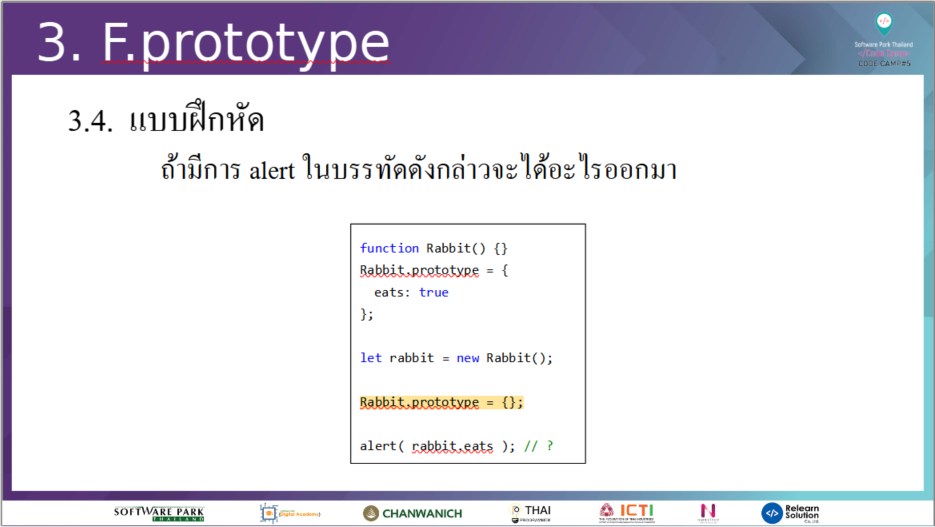 3. F.prototype
Software Park Thailand
CODE CAMP#5
3.4. แบบฝึกหัด
ถ้ามีการ alert ในบรรทัดดังกล่าวจะได้อะไรออกมา
function Rabbit() {}
Rabbit.prototype = {
eats: true
};
let rabbit = new Rabbit();
Rabbit.prototype = {};
alert( rabbit.eats ); // ?
SOFTWARE PARK
THAILAND
(Digital Academy)
CHANWANICH
THAI
PROGRAMMER
ICTI
Relearn
Solution